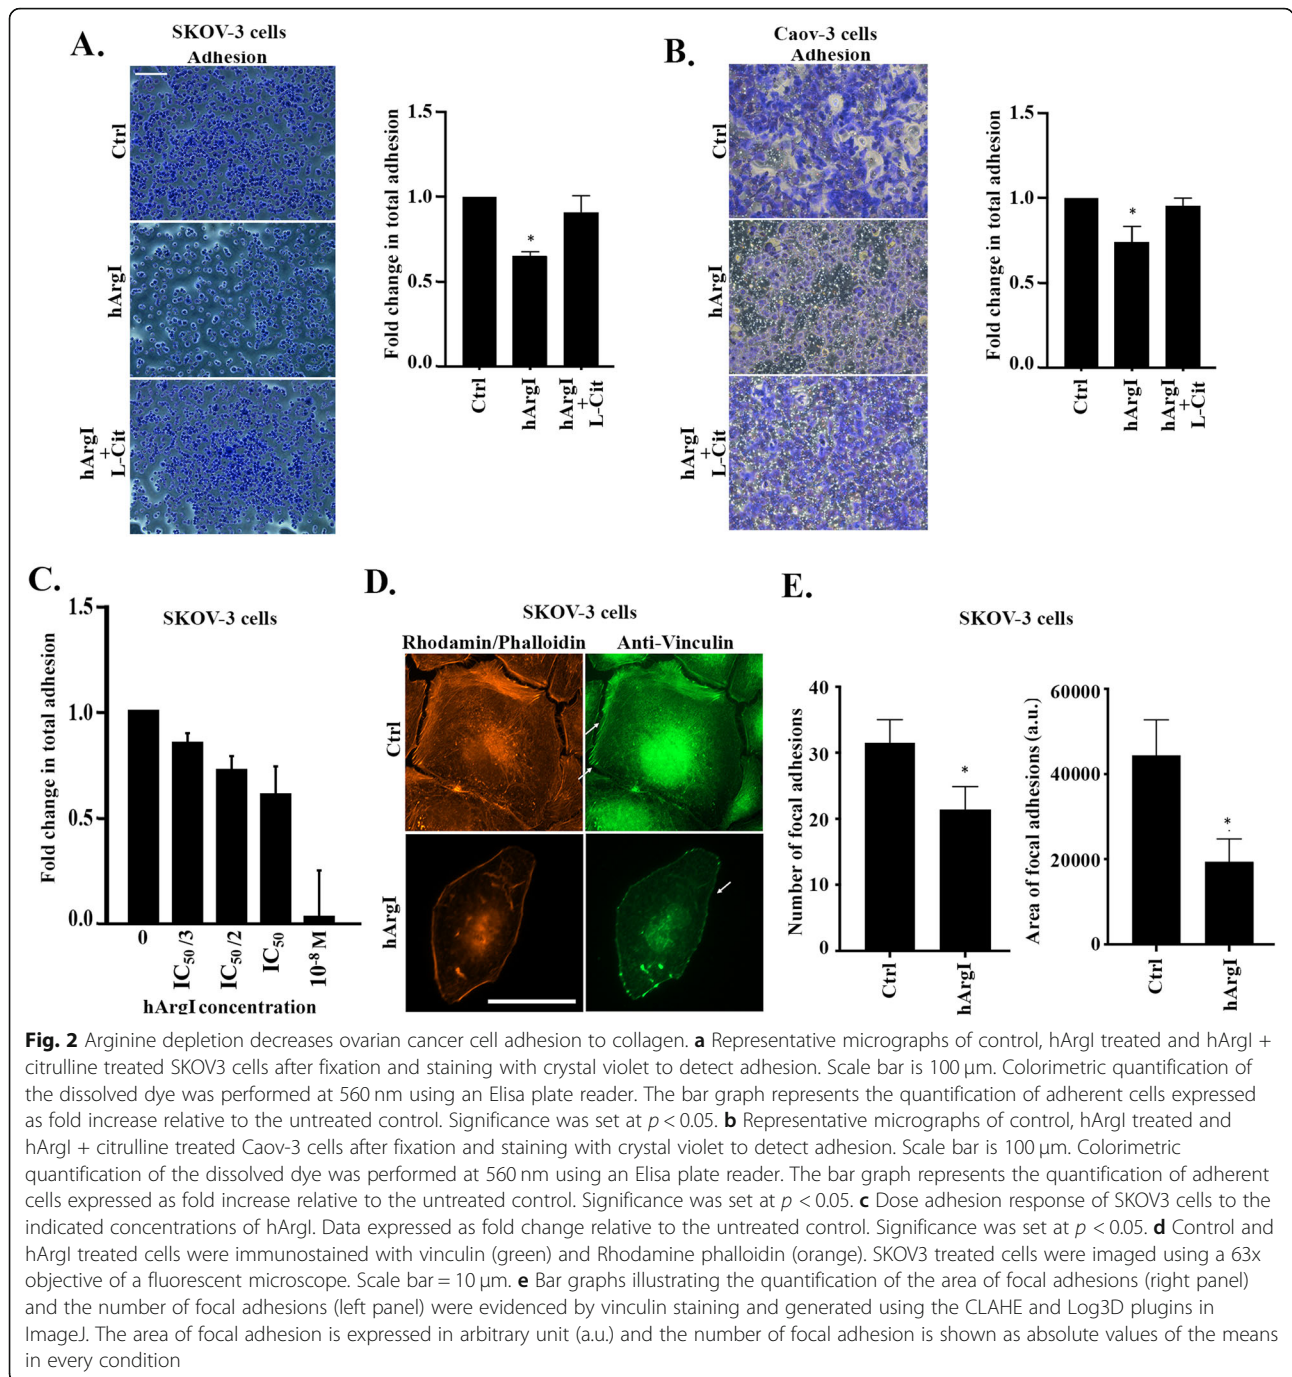 A.
SKOV-3 cells
Adhesion
Ctrl
hArgI
hArgI
+
L-Cit
Fold change in total adhesion
1.5
1.0
0.5
0.0
Ctrl
hArgI
hArgI
+
L-Cit
*
B.
Caov-3 cells
Adhesion
Ctrl
hArgI
hArgI
+
L-Cit
Fold change in total adhesion
1.5
1.0
0.5
0.0
Ctrl
hArgI
hArgI
+
L-Cit
*
C.
SKOV-3 cells
Fold change in total adhesion
1.5
1.0
0.5
0.0
0
IC50/3
IC50/2
IC50
10-8 M
hArgI concentration
D.
SKOV-3 cells
Rhodamin/Phalloidin
Anti-Vinculin
Ctrl
hArgI
E.
SKOV-3 cells
Number of focal adhesions
40
30
20
10
0
Ctrl
hArgI
*
Area of focal adhesions (a.u.)
60000
40000
20000
0
Ctrl
hArgI
*
Fig. 2 Arginine depletion decreases ovarian cancer cell adhesion to collagen. a Representative micrographs of control, hArgI treated and hArgI +
citrulline treated SKOV3 cells after fixation and staining with crystal violet to detect adhesion. Scale bar is 100 μm. Colorimetric quantification of
the dissolved dye was performed at 560 nm using an Elisa plate reader. The bar graph represents the quantification of adherent cells expressed
as fold increase relative to the untreated control. Significance was set at p < 0.05. b Representative micrographs of control, hArgI treated and
hArgI + citrulline treated Caov-3 cells after fixation and staining with crystal violet to detect adhesion. Scale bar is 100 μm. Colorimetric
quantification of the dissolved dye was performed at 560 nm using an Elisa plate reader. The bar graph represents the quantification of adherent
cells expressed as fold increase relative to the untreated control. Significance was set at p < 0.05. c Dose adhesion response of SKOV3 cells to the
indicated concentrations of hArgI. Data expressed as fold change relative to the untreated control. Significance was set at p < 0.05. d Control and
hArgI treated cells were immunostained with vinculin (green) and Rhodamine phalloidin (orange). SKOV3 treated cells were imaged using a 63x
objective of a fluorescent microscope. Scale bar = 10 μm. e Bar graphs illustrating the quantification of the area of focal adhesions (right panel)
and the number of focal adhesions (left panel) were evidenced by vinculin staining and generated using the CLAHE and Log3D plugins in
ImageJ. The area of focal adhesion is expressed in arbitrary unit (a.u.) and the number of focal adhesion is shown as absolute values of the means
in every condition